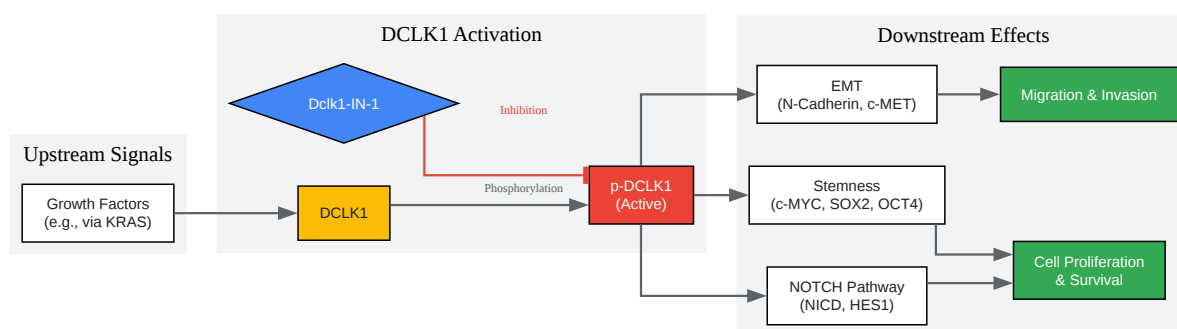 Upstream Signals
Growth Factors
(e.g., via KRAS)
DCLK1 Activation
Dclk1-IN-1
Inhibition
DCLK1
Phosphorylation
p-DCLK1
(Active)
Downstream Effects
EMT
(N-Cadherin, c-MET)
Migration & Invasion
Stemness
(c-MYC, SOX2, OCT4)
NOTCH Pathway
(NICD, HES1)
Cell Proliferation
& Survival